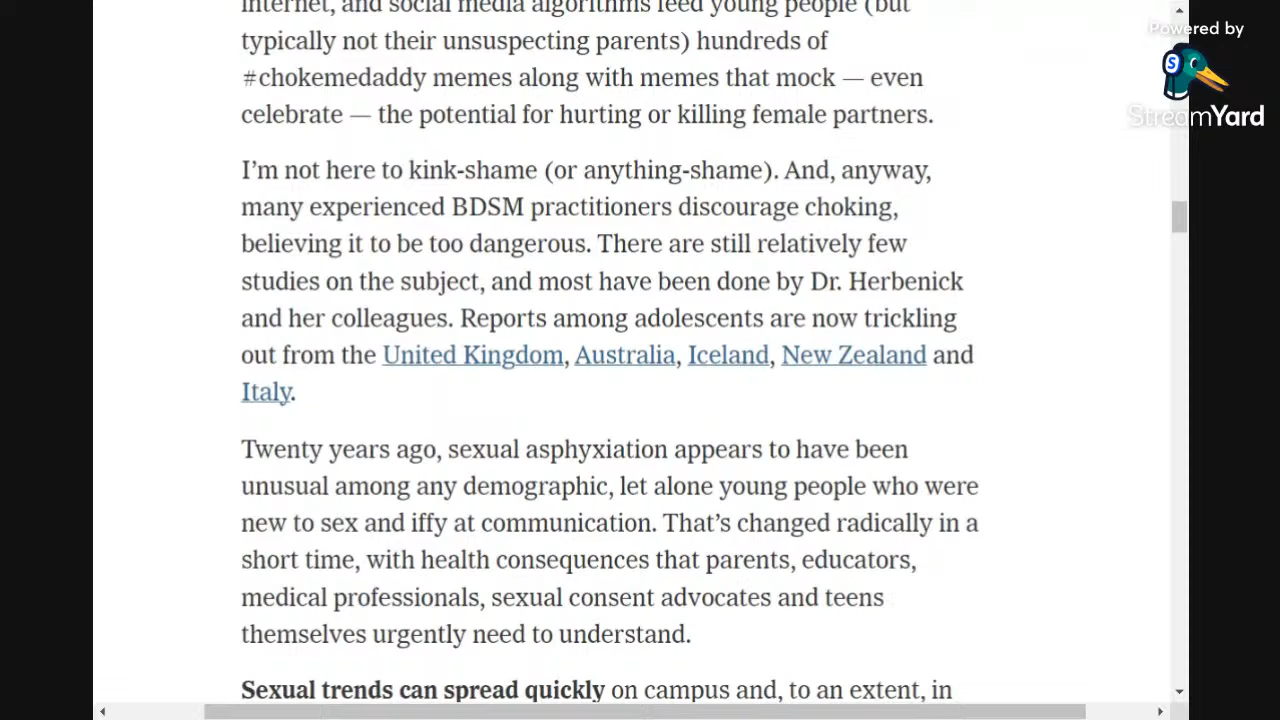 internet, and social media algorithms feed young people (but
typically not their unsuspecting parents) hundreds of
#chokemedaddy memes along with memes that mock — even
celebrate — the potential for hurting or killing female partners.
I’m not here to kink-shame (or anything-shame). And, anyway,
many experienced BDSM practitioners discourage choking,
believing it to be too dangerous. There are still relatively few
studies on the subject, and most have been done by Dr. Herbenick
and her colleagues. Reports among adolescents are now trickling
out from the United Kingdom, Australia, Iceland, New Zealand and
Italy.
Twenty years ago, sexual asphyxiation appears to have been
unusual among any demographic, let alone young people who were
new to sex and iffy at communication. That’s changed radically in a
short time, with health consequences that parents, educators,
medical professionals, sexual consent advocates and teens
themselves urgently need to understand.
Sexual trends can spread quickly on campus and, to an extent, in
Powered by
S
StreamYard